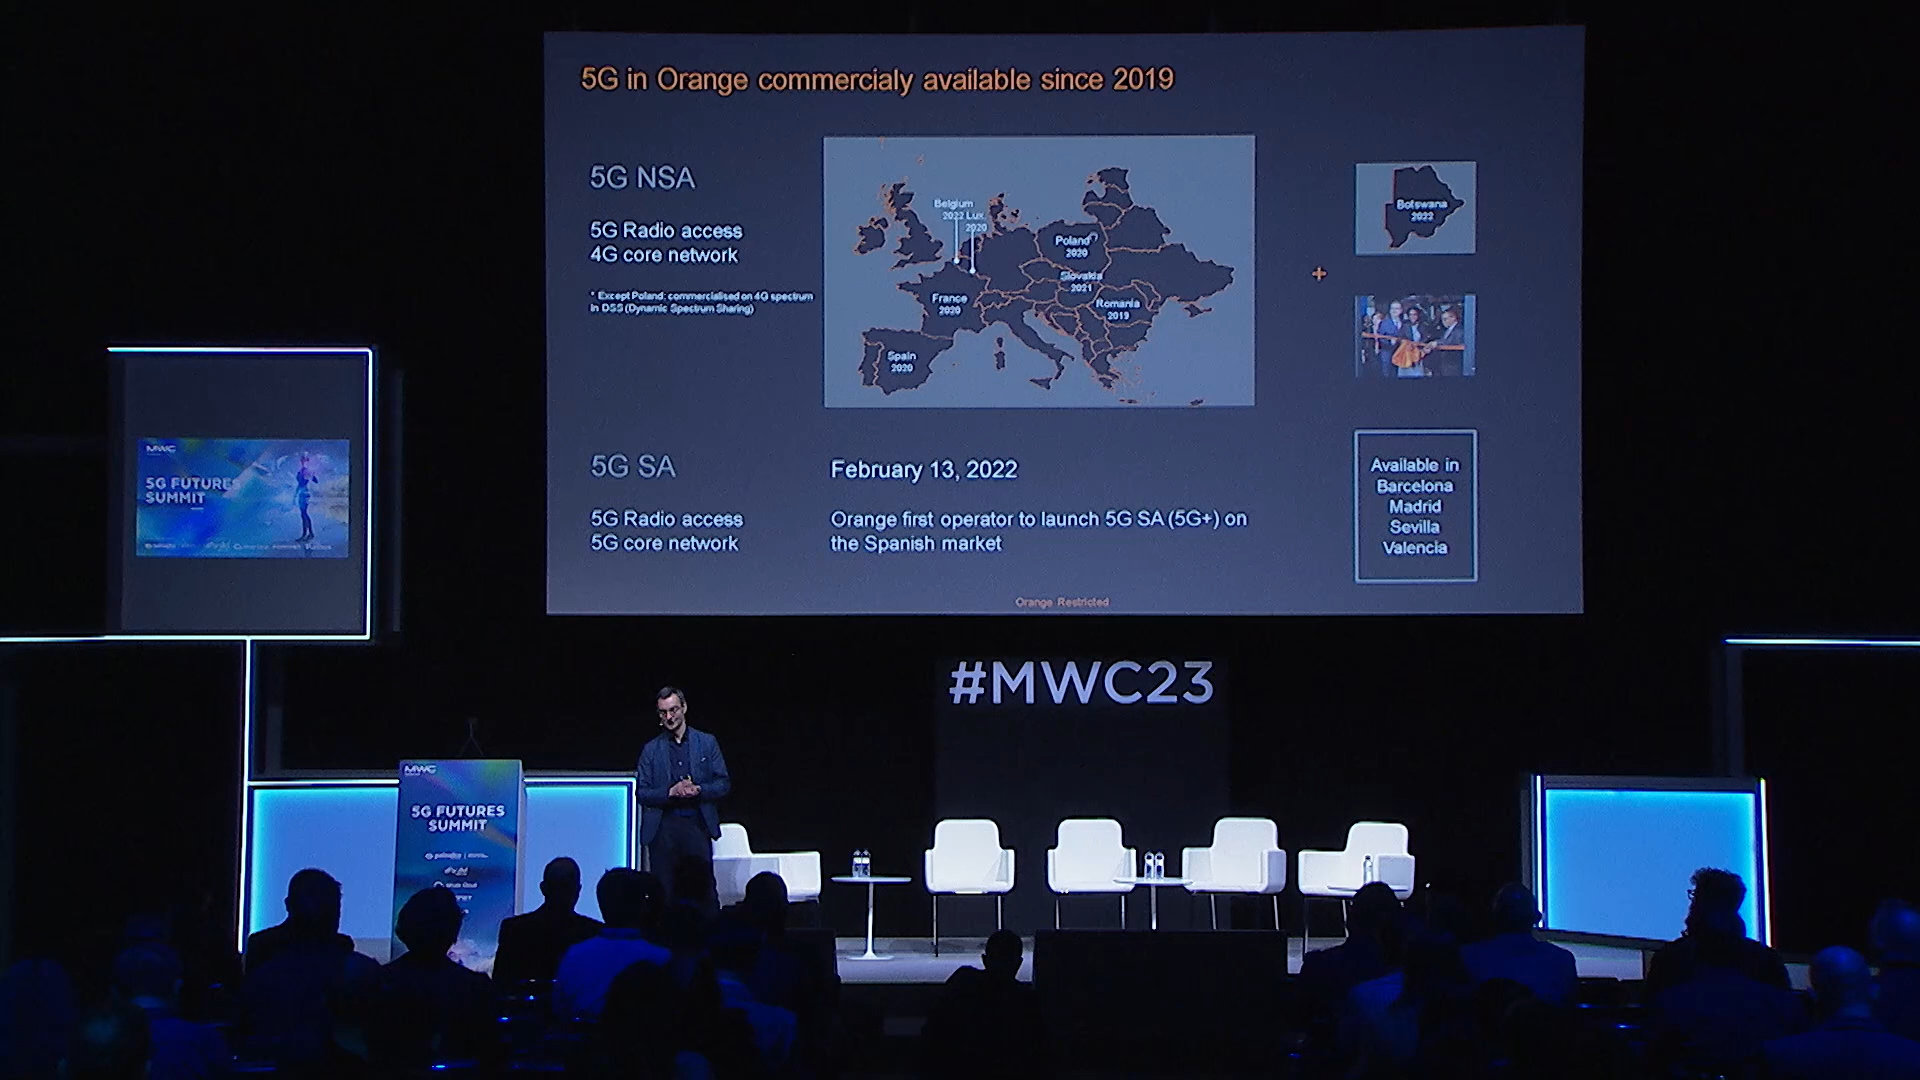 5G in Orange commercialy available since 2019
5G NSA
5G Radio access
4G core network
* Except Poland: commercialised on 4G spectrum
in DSS (Dynamic Spectrum Sharing)
Belgium
2022 Lux.
2020
Poland(*)
2020
Slovakia
2021
France
2020
Romania
2019
Spain
2020
Botswana
2022
+
5G SA
5G Radio access
5G core network
February 13, 2022
Orange first operator to launch 5G SA (5G+) on
the Spanish market
Available in
Barcelona
Madrid
Sevilla
Valencia
Orange Restricted
MWC
5G FUTURES
SUMMIT
#MWC23
MWC
5G FUTURES
SUMMIT